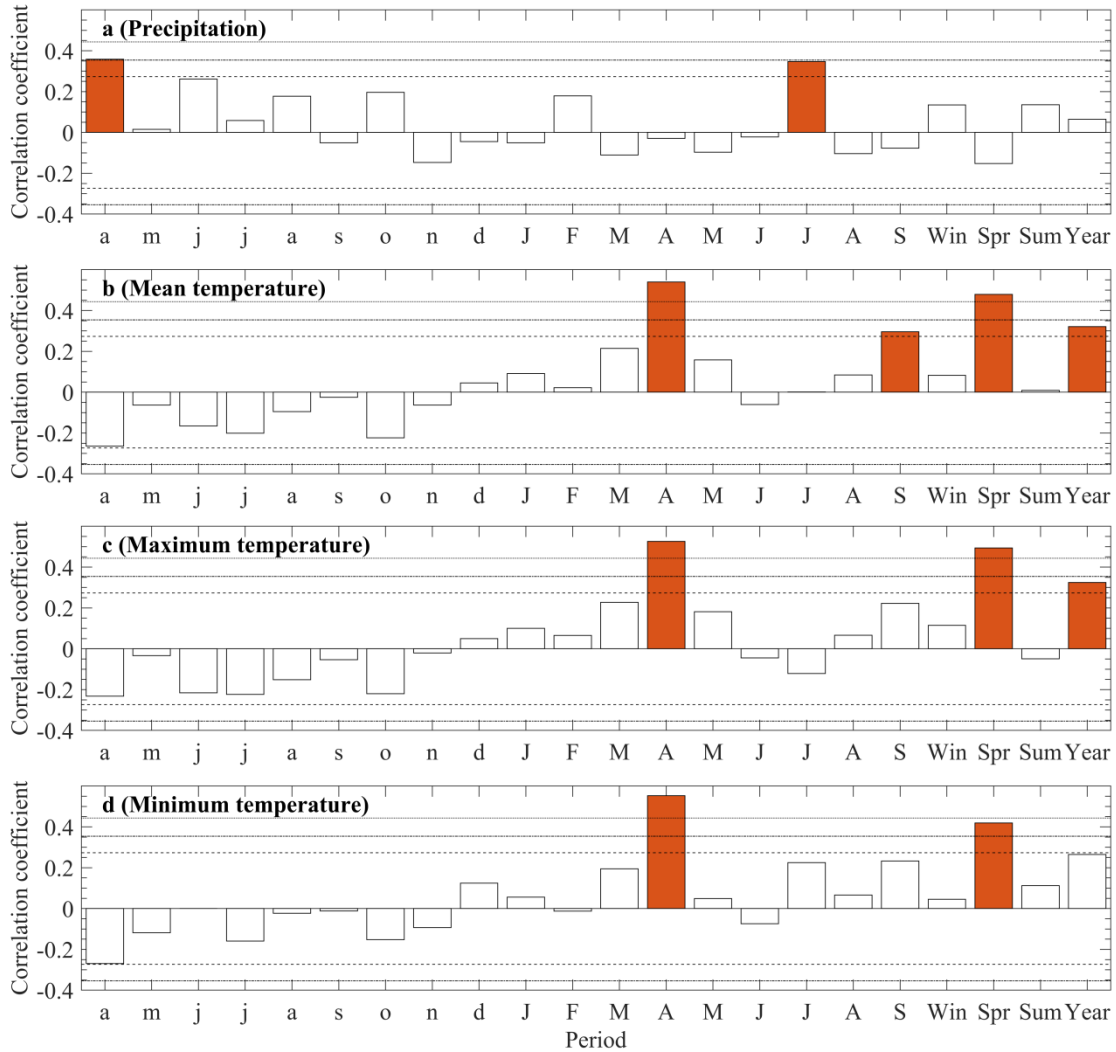 a (Precipitation)
Correlation coefficient
0.4
0.2
0
-0.2
-0.4
a m j j a s o n d J F M A M J J A S Win Spr Sum Year
b (Mean temperature)
Correlation coefficient
0.4
0.2
0
-0.2
-0.4
a m j j a s o n d J F M A M J J A S Win Spr Sum Year
c (Maximum temperature)
Correlation coefficient
0.4
0.2
0
-0.2
-0.4
a m j j a s o n d J F M A M J J A S Win Spr Sum Year
d (Minimum temperature)
Correlation coefficient
0.4
0.2
0
-0.2
-0.4
a m j j a s o n d J F M A M J J A S Win Spr Sum Year
Period